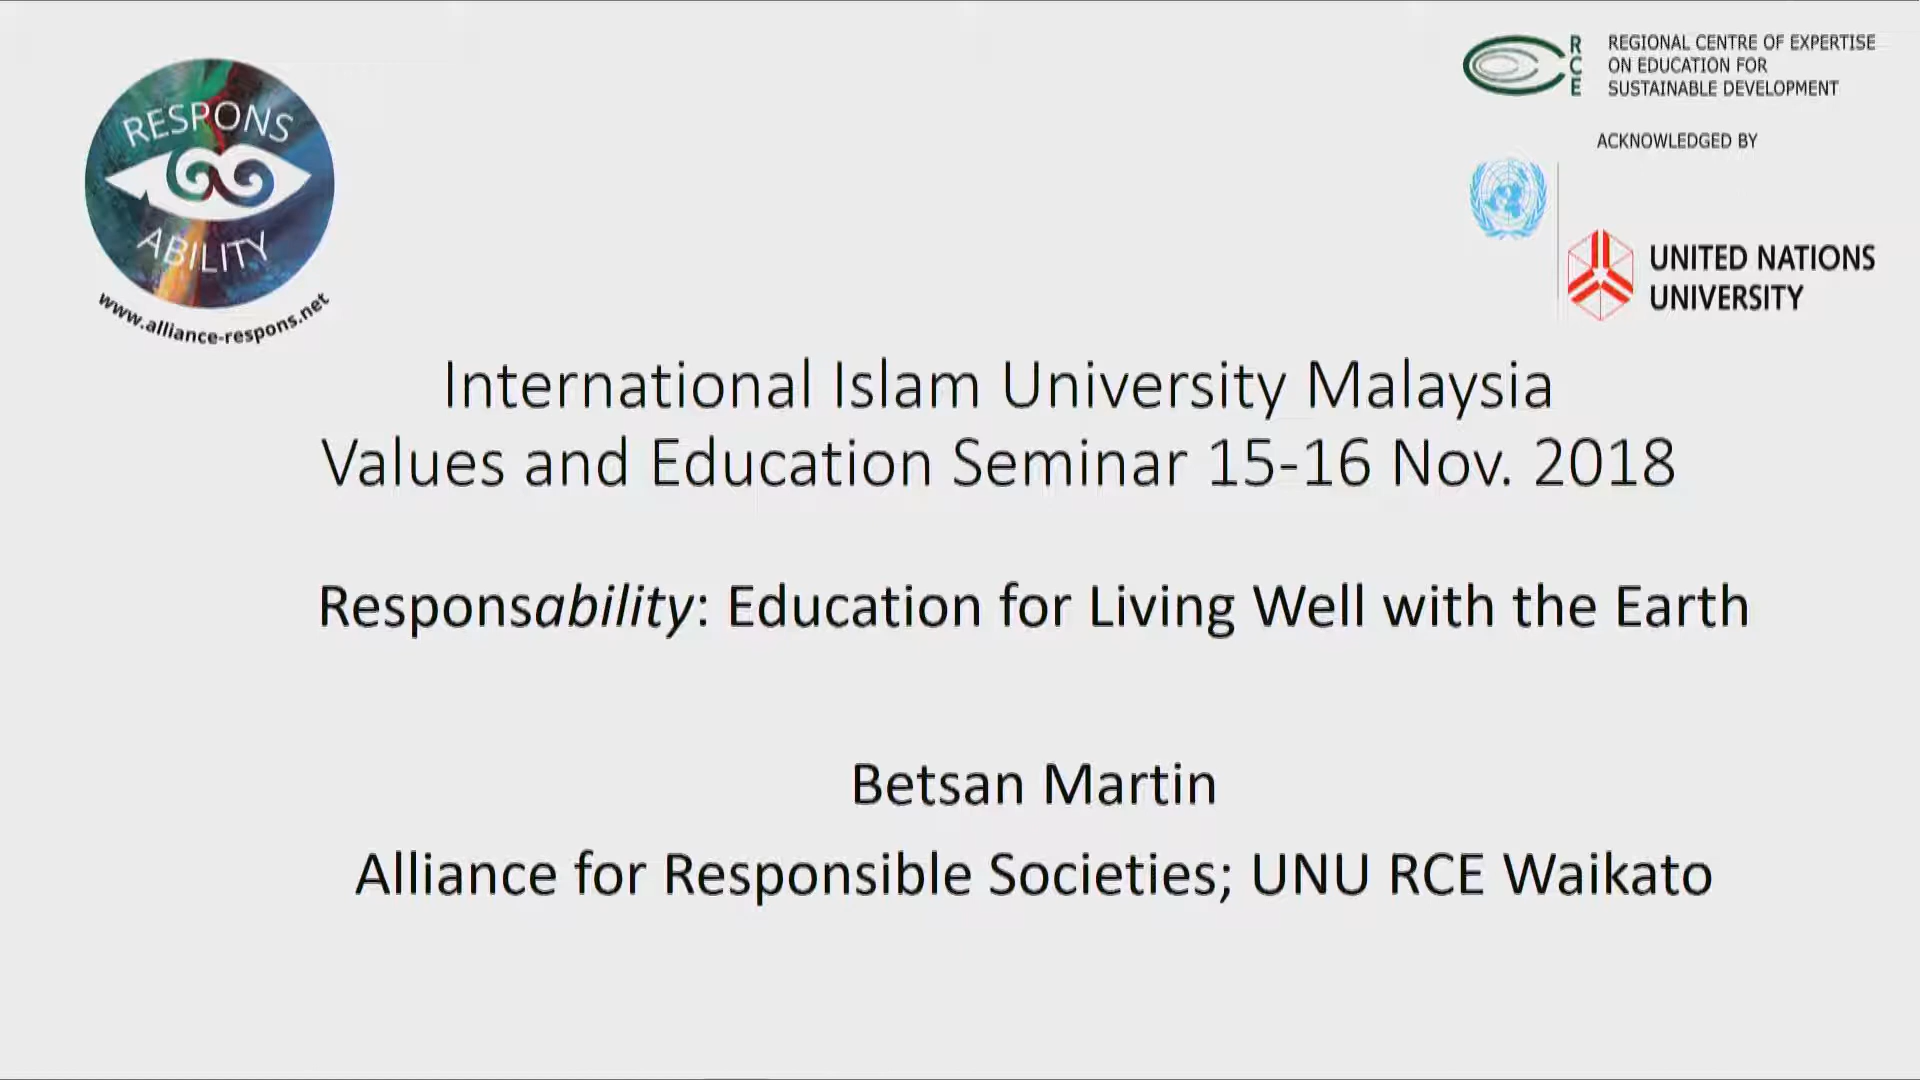 RESPONS
ABILITY
www.alliance-respons.net
R
C
E
REGIONAL CENTRE OF EXPERTISE
ON EDUCATION FOR
SUSTAINABLE DEVELOPMENT
ACKNOWLEDGED BY
UNITED NATIONS
UNIVERSITY
International Islam University Malaysia
Values and Education Seminar 15-16 Nov. 2018
Responsability: Education for Living Well with the Earth
Betsan Martin
Alliance for Responsible Societies; UNU RCE Waikato